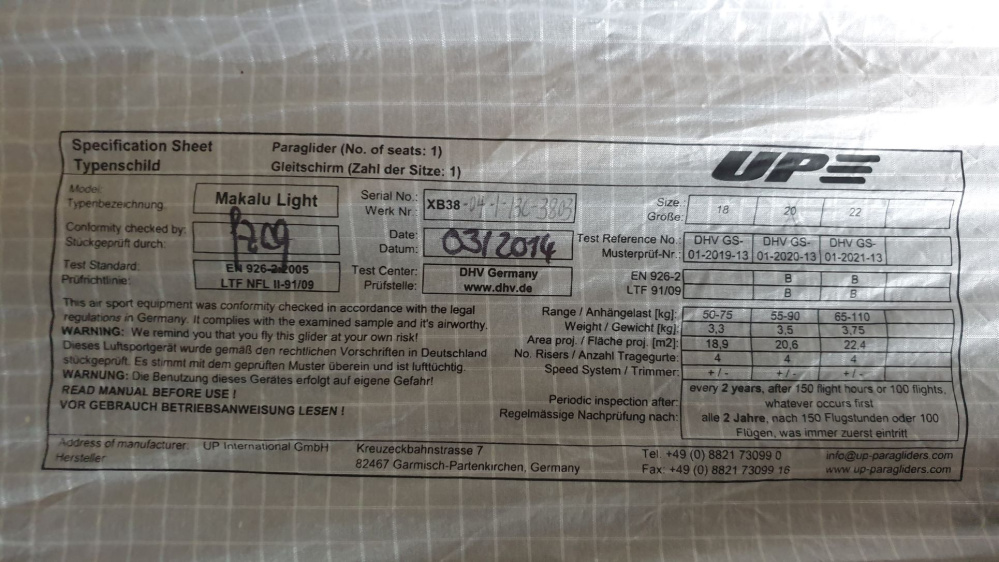 Specification Sheet Paraglider (No. of seats: 1)
Typenschild Gleitschirm (Zahl der Sitze: 1)
UP
Model:
Typenbezeichnung: Makalu Light
Serial No.:
Werk Nr.: XB38
Size:
Größe: 18 20 22
Conformity checked by:
Stückgeprüft durch:
Date:
Datum: 03/2014
Test Reference No.: DHV GS- DHV GS- DHV GS-
Musterprüf-Nr.: 01-2019-13 01-2020-13 01-2021-13
Test Standard: EN 926-2:2005
Prüfrichtlinie: LTF NFL II-91/09
Test Center: DHV Germany
Prüfstelle: www.dhv.de
EN 926-2 B B
LTF 91/09 B B
This air sport equipment was conformity checked in accordance with the legal
regulations in Germany. It complies with the examined sample and it's airworthy.
WARNING: We remind you that you fly this glider at your own risk!
Dieses Luftsportgerät wurde gemäß den rechtlichen Vorschriften in Deutschland
stückgeprüft. Es stimmt mit dem geprüften Muster überein und ist lufttüchtig.
WARNUNG: Die Benutzung dieses Gerätes erfolgt auf eigene Gefahr!
READ MANUAL BEFORE USE !
VOR GEBRAUCH BETRIEBSANWEISUNG LESEN !
Range / Anhängelast [kg]: 50-75 55-90 65-110
Weight / Gewicht [kg]: 3,3 3,5 3,75
Area proj. / Fläche proj. [m2]: 18,9 20,6 22,4
No. Risers / Anzahl Tragegurte: 4 4 4
Speed System / Trimmer: + / - + / - + / -
Periodic inspection after: every 2 years, after 150 flight hours or 100 flights,
whatever occurs first
Regelmässige Nachprüfung nach: alle 2 Jahre, nach 150 Flugstunden oder 100
Flügen, was immer zuerst eintritt
Address of manufacturer: UP International GmbH Kreuzeckbahnstrasse 7 Tel. +49 (0) 8821 73099 0 info@up-paragliders.com
Hersteller 82467 Garmisch-Partenkirchen, Germany Fax: +49 (0) 8821 73099 16 www.up-paragliders.com